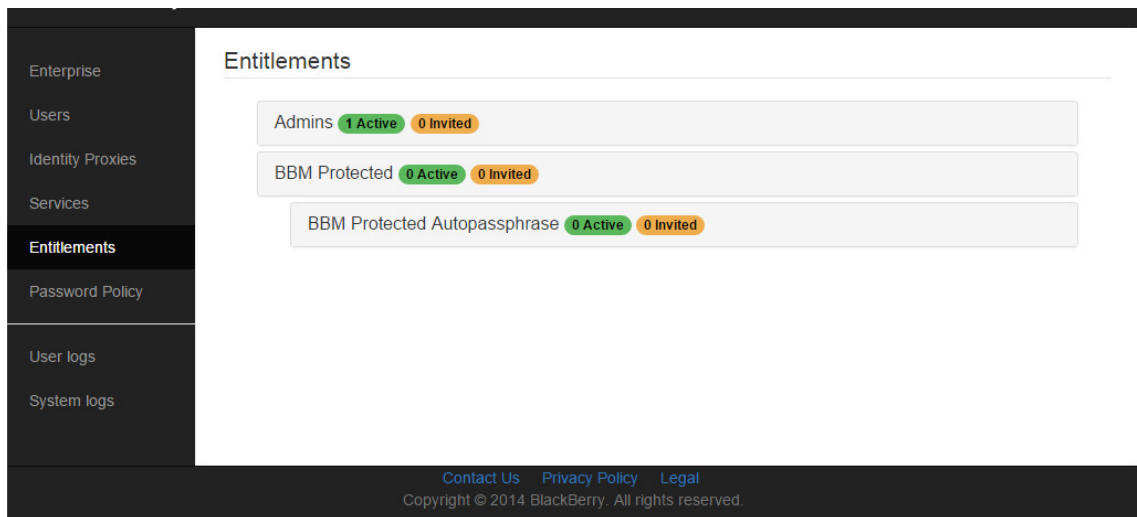 Enterprise
Users
Identity Proxies
Services
Entitlements
Password Policy
User logs
System logs
Entitlements
Admins 1 Active 0 Invited
BBM Protected 0 Active 0 Invited
BBM Protected Autopassphrase 0 Active 0 Invited
Contact Us Privacy Policy Legal
Copyright © 2014 BlackBerry. All rights reserved.